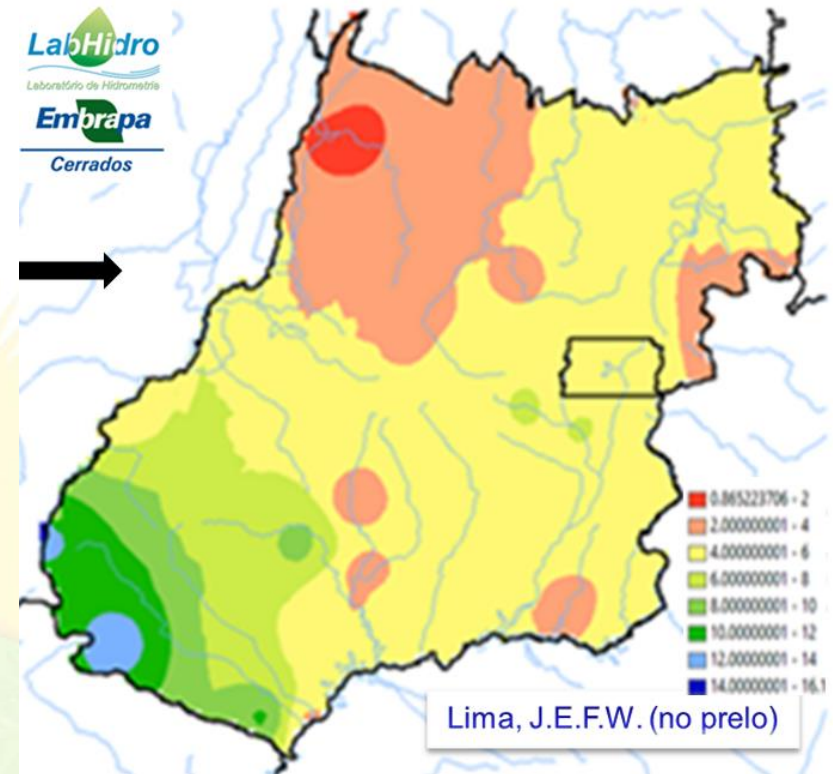 LabHidro
Laboratório de Hidrometria
Embrapa
Cerrados
0.865223706 - 2
2.000000001 - 4
4.000000001 - 6
6.000000001 - 8
8.000000001 - 10
10.00000001 - 12
12.00000001 - 14
14.00000001 - 16.1
Lima, J.E.F.W. (no prelo)